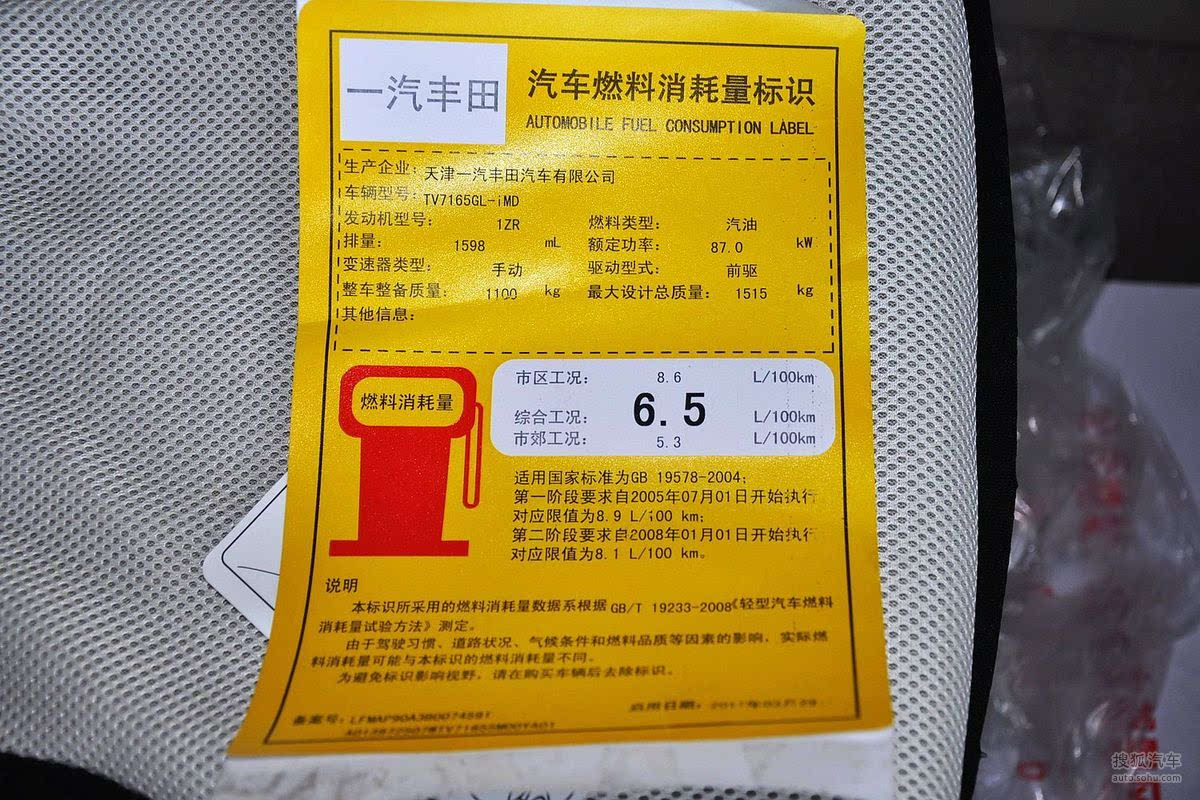 一汽丰田
汽车燃料消耗量标识
AUTOMOBILE FUEL CONSUMPTION LABEL
生产企业: 天津一汽丰田汽车有限公司
车辆型号: TV7165GL-iMD
发动机型号: 1ZR 燃料类型: 汽油
排量: 1598 mL 额定功率: 87.0 kW
变速器类型: 手动 驱动型式: 前驱
整车整备质量: 1100 kg 最大设计总质量: 1515 kg
其他信息:
燃料消耗量
市区工况: 8.6 L/100km
综合工况: 6.5 L/100km
市郊工况: 5.3 L/100km
适用国家标准为GB 19578-2004;
第一阶段要求自2005年07月01日开始执行
对应限值为8.9 L/100 km;
第二阶段要求自2008年01月01日开始执行
对应限值为8.1 L/100 km。
说明
本标识所采用的燃料消耗量数据系根据 GB/T 19233-2008《轻型汽车燃料
消耗量试验方法》测定。
由于驾驶习惯、道路状况、气候条件和燃料品质等因素的影响, 实际燃
料消耗量可能与本标识的燃料消耗量不同。
为避免标识影响视野, 请在购买车辆后去除标识。
备案号: 启用日期:
搜狐汽车
auto.sohu.com